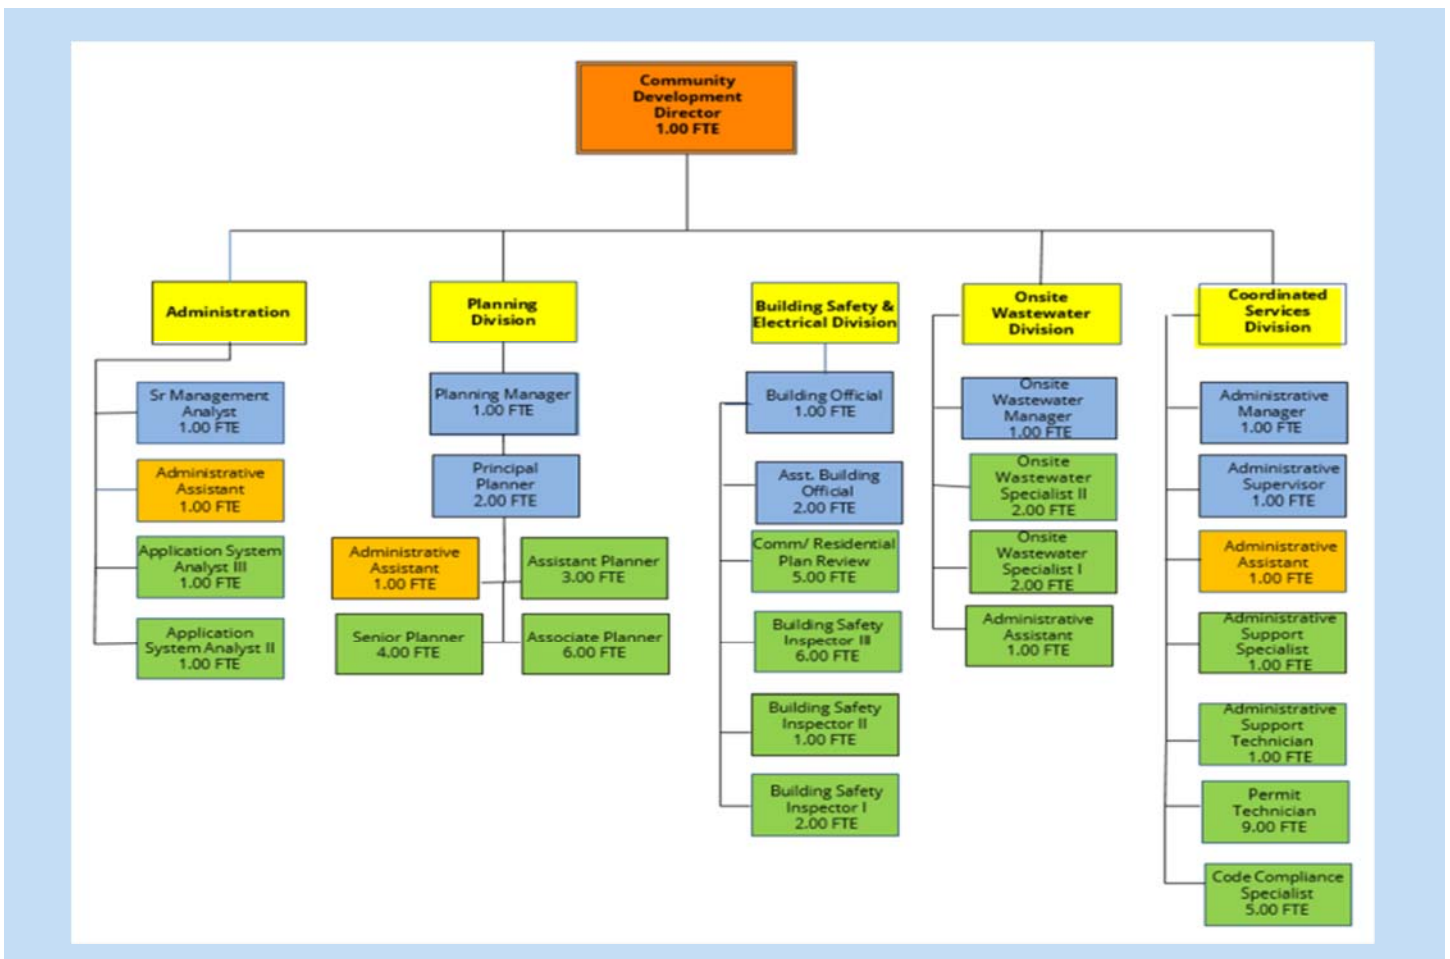 Community
Development
Director
1.00 FTE
Administration
Sr Management
Analyst
1.00 FTE
Administrative
Assistant
1.00 FTE
Application System
Analyst III
1.00 FTE
Application
System Analyst II
1.00 FTE
Planning
Division
Planning Manager
1.00 FTE
Principal
Planner
2.00 FTE
Administrative
Assistant
1.00 FTE
Assistant Planner
3.00 FTE
Senior Planner
4.00 FTE
Associate Planner
6.00 FTE
Building Safety &
Electrical Division
Building Official
1.00 FTE
Asst. Building
Official
2.00 FTE
Comm/ Residential
Plan Review
5.00 FTE
Building Safety
Inspector III
6.00 FTE
Building Safety
Inspector II
1.00 FTE
Building Safety
Inspector I
2.00 FTE
Onsite
Wastewater
Division
Onsite
Wastewater
Manager
1.00 FTE
Onsite
Wastewater
Specialist II
2.00 FTE
Onsite
Wastewater
Specialist I
2.00 FTE
Administrative
Assistant
1.00 FTE
Coordinated
Services
Division
Administrative
Manager
1.00 FTE
Administrative
Supervisor
1.00 FTE
Administrative
Assistant
1.00 FTE
Administrative
Support
Specialist
1.00 FTE
Administrative
Support
Technician
1.00 FTE
Permit
Technician
9.00 FTE
Code Compliance
Specialist
5.00 FTE